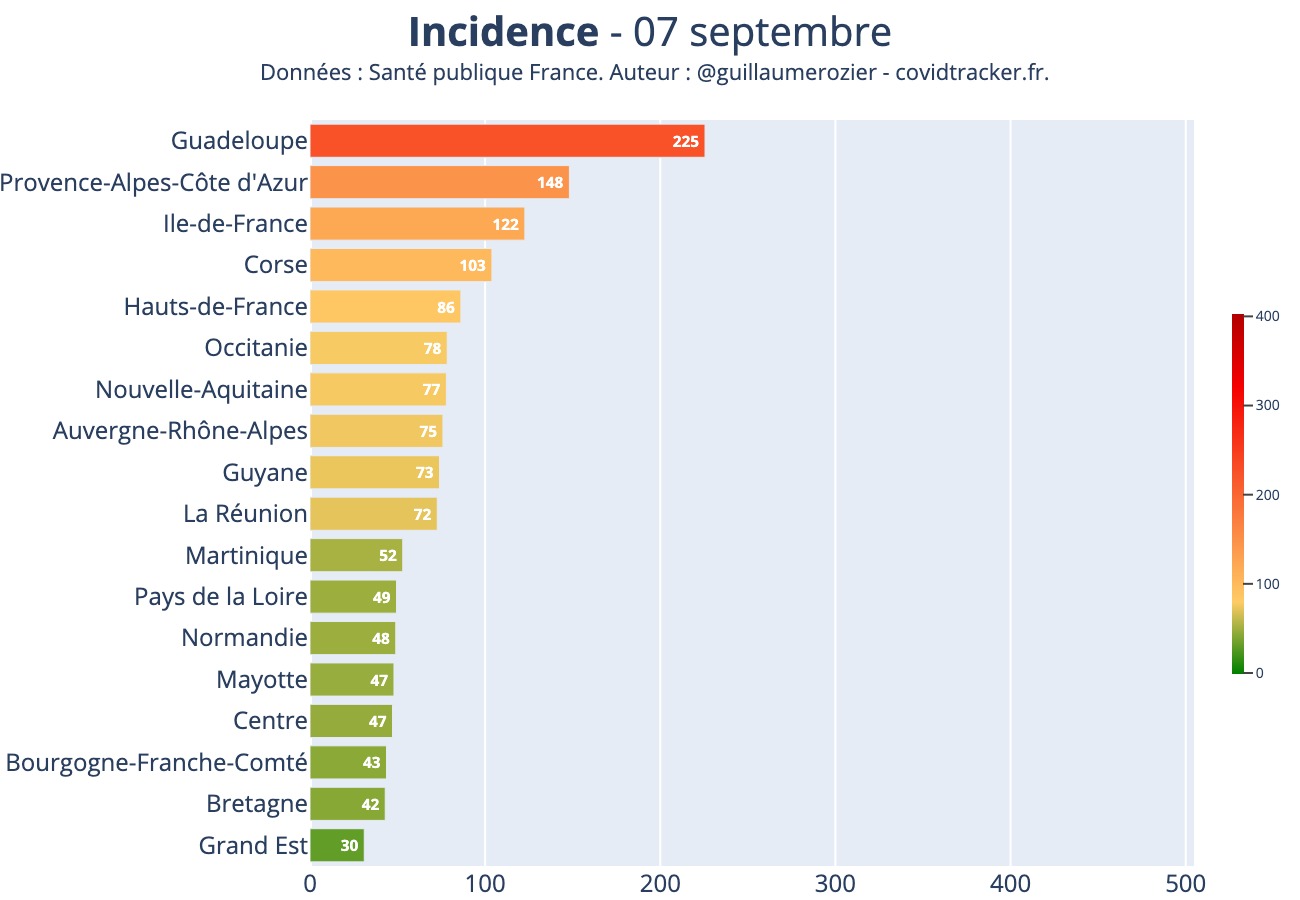 Incidence - 07 septembre
Données : Santé publique France. Auteur : @guillaumerozier - covidtracker.fr.
Guadeloupe 225
Provence-Alpes-Côte d'Azur 148
Ile-de-France 122
Corse 103
Hauts-de-France 86
Occitanie 78
Nouvelle-Aquitaine 77
Auvergne-Rhône-Alpes 75
Guyane 73
La Réunion 72
Martinique 52
Pays de la Loire 49
Normandie 48
Mayotte 47
Centre 47
Bourgogne-Franche-Comté 43
Bretagne 42
Grand Est 30
0 100 200 300 400 500
400
300
200
100
0